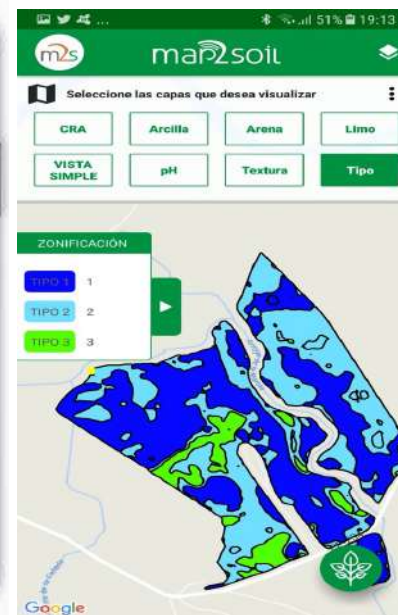 ... 51% 19:13
m2s map2soil
Seleccione las capas que desea visualizar
CRA Arcilla Arena Limo
VISTA SIMPLE pH Textura Tipo
ZONIFICACIÓN
TIPO 1 1
TIPO 2 2
TIPO 3 3
Google